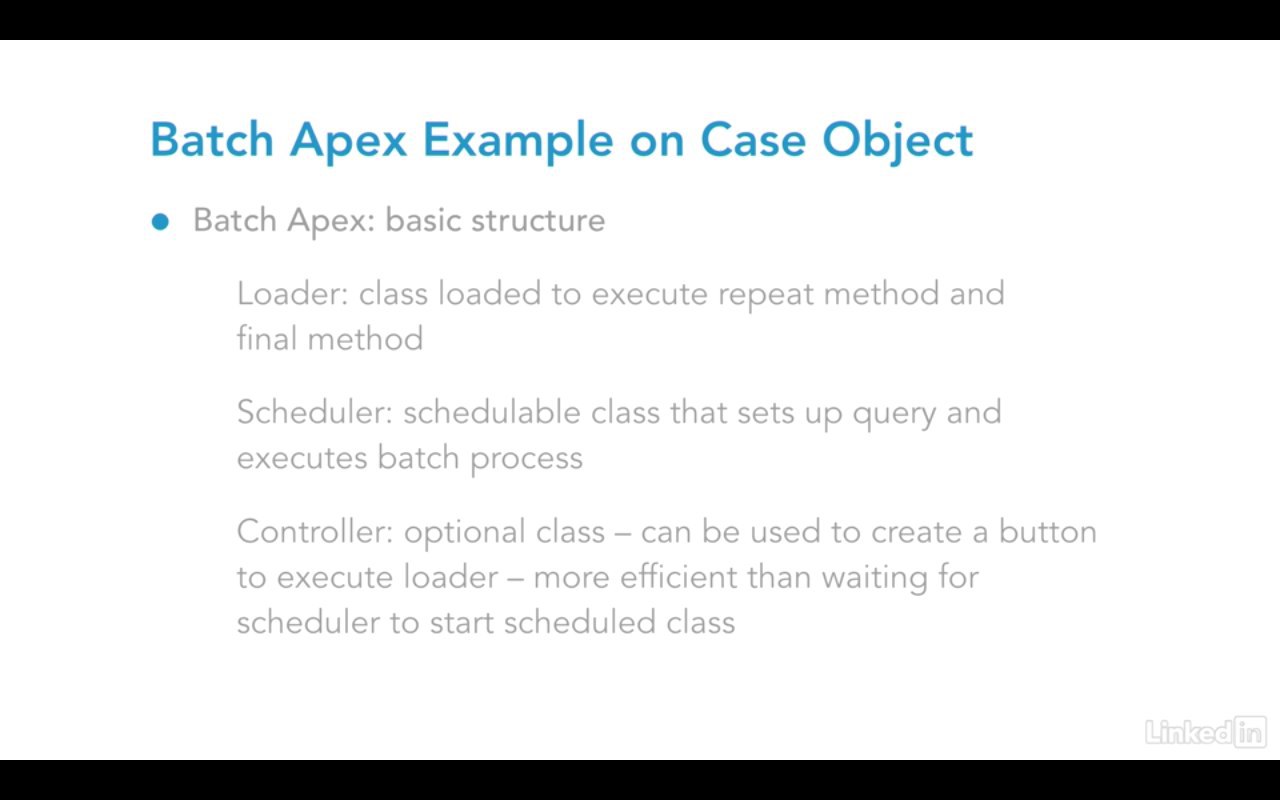 Batch Apex Example on Case Object
Batch Apex: basic structure
Loader: class loaded to execute repeat method and
final method
Scheduler: schedulable class that sets up query and
executes batch process
Controller: optional class – can be used to create a button
to execute loader – more efficient than waiting for
scheduler to start scheduled class
Linked in